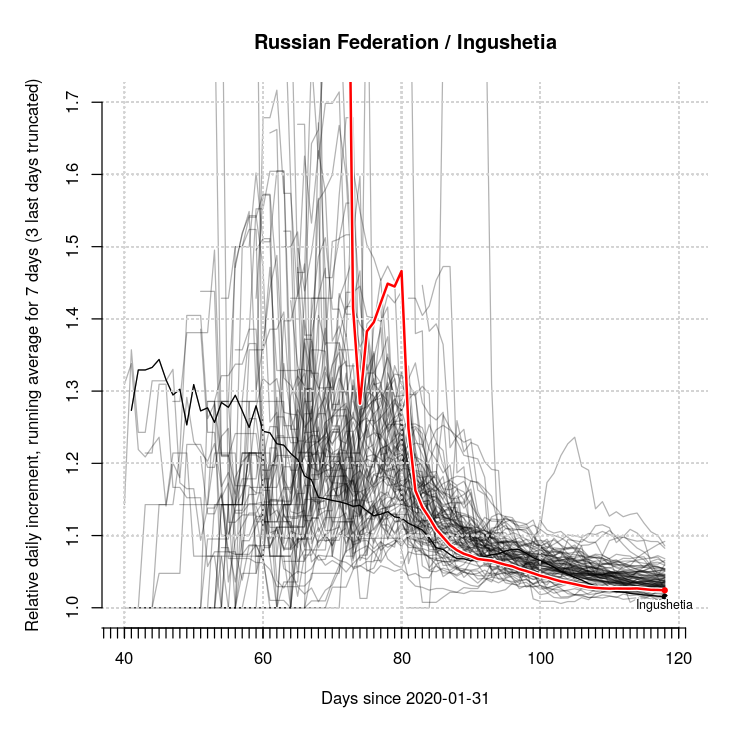 Russian Federation / Ingushetia
Relative daily increment, running average for 7 days (3 last days truncated)
1.7
1.6
1.5
1.4
1.3
1.2
1.1
1.0
Ingushetia
40 60 80 100 120
Days since 2020-01-31